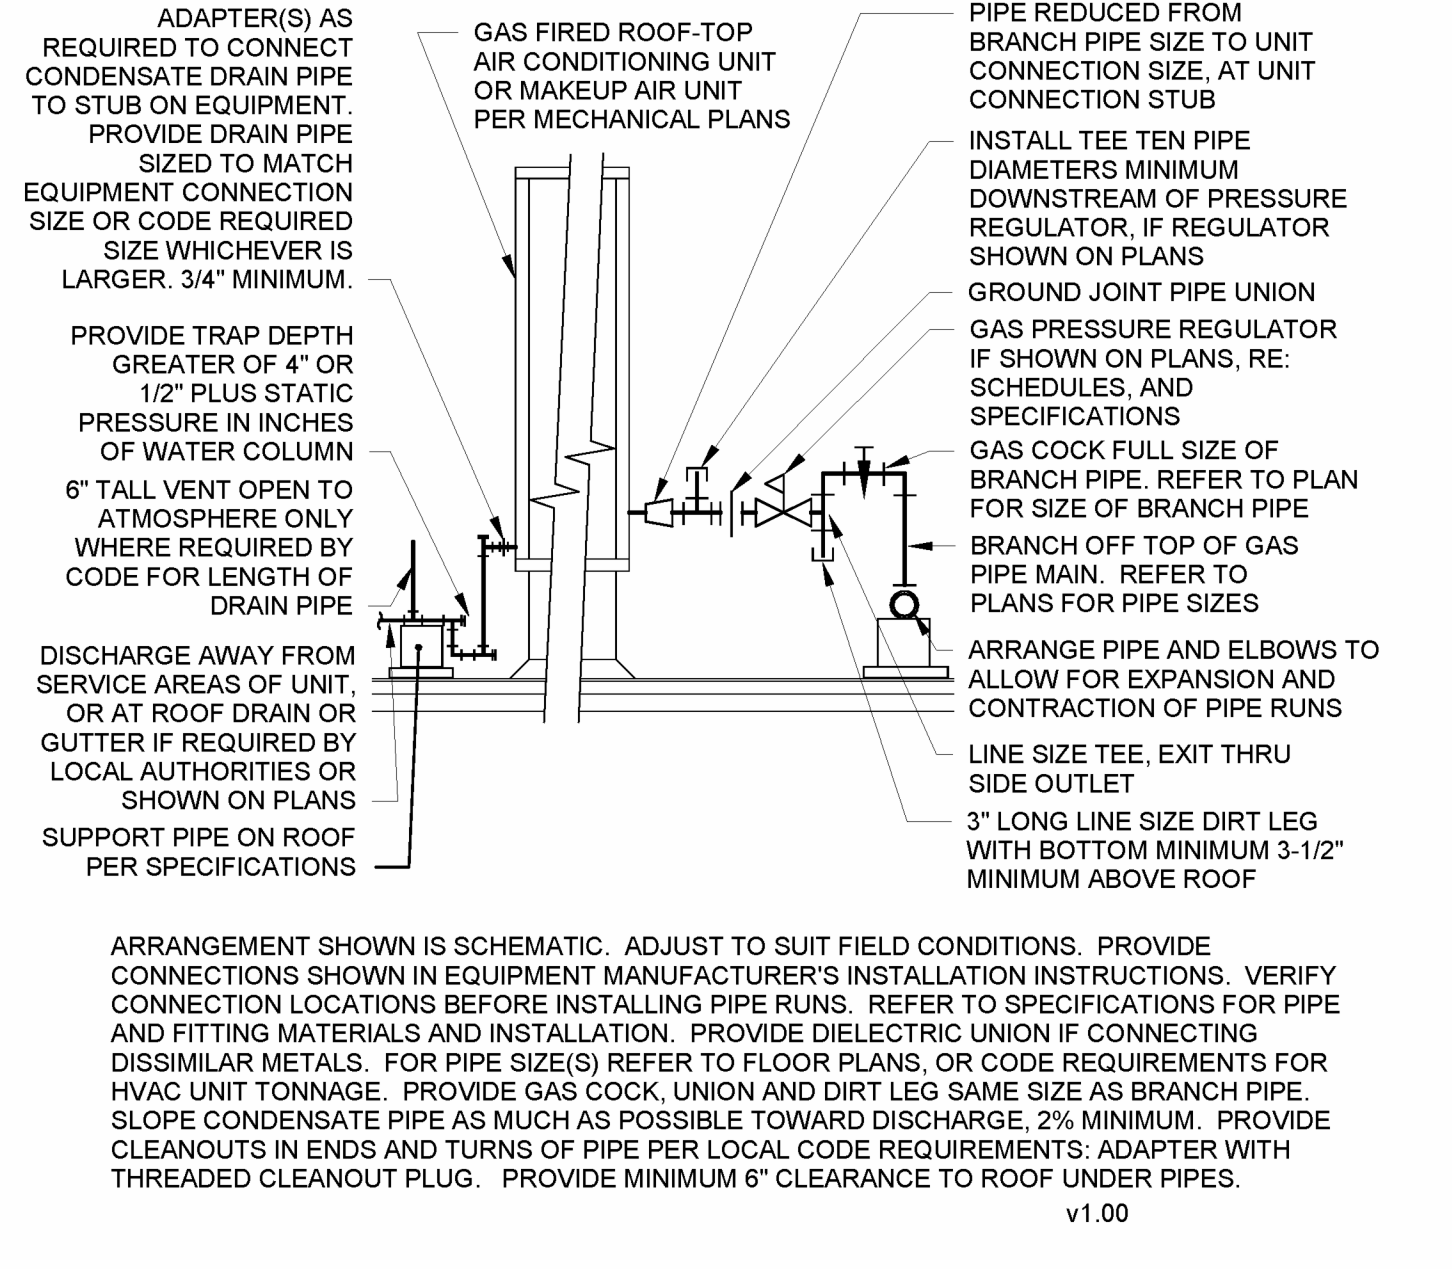 ADAPTER(S) AS
REQUIRED TO CONNECT
CONDENSATE DRAIN PIPE
TO STUB ON EQUIPMENT.
PROVIDE DRAIN PIPE
SIZED TO MATCH
EQUIPMENT CONNECTION
SIZE OR CODE REQUIRED
SIZE WHICHEVER IS
LARGER. 3/4" MINIMUM.
PROVIDE TRAP DEPTH
GREATER OF 4" OR
1/2" PLUS STATIC
PRESSURE IN INCHES
OF WATER COLUMN
6" TALL VENT OPEN TO
ATMOSPHERE ONLY
WHERE REQUIRED BY
CODE FOR LENGTH OF
DRAIN PIPE
DISCHARGE AWAY FROM
SERVICE AREAS OF UNIT,
OR AT ROOF DRAIN OR
GUTTER IF REQUIRED BY
LOCAL AUTHORITIES OR
SHOWN ON PLANS
SUPPORT PIPE ON ROOF
PER SPECIFICATIONS
GAS FIRED ROOF-TOP
AIR CONDITIONING UNIT
OR MAKEUP AIR UNIT
PER MECHANICAL PLANS
PIPE REDUCED FROM
BRANCH PIPE SIZE TO UNIT
CONNECTION SIZE, AT UNIT
CONNECTION STUB
INSTALL TEE TEN PIPE
DIAMETERS MINIMUM
DOWNSTREAM OF PRESSURE
REGULATOR, IF REGULATOR
SHOWN ON PLANS
GROUND JOINT PIPE UNION
GAS PRESSURE REGULATOR
IF SHOWN ON PLANS, RE:
SCHEDULES, AND
SPECIFICATIONS
GAS COCK FULL SIZE OF
BRANCH PIPE. REFER TO PLAN
FOR SIZE OF BRANCH PIPE
BRANCH OFF TOP OF GAS
PIPE MAIN.  REFER TO
PLANS FOR PIPE SIZES
ARRANGE PIPE AND ELBOWS TO
ALLOW FOR EXPANSION AND
CONTRACTION OF PIPE RUNS
LINE SIZE TEE, EXIT THRU
SIDE OUTLET
3" LONG LINE SIZE DIRT LEG
WITH BOTTOM MINIMUM 3-1/2"
MINIMUM ABOVE ROOF
ARRANGEMENT SHOWN IS SCHEMATIC.  ADJUST TO SUIT FIELD CONDITIONS.  PROVIDE
CONNECTIONS SHOWN IN EQUIPMENT MANUFACTURER'S INSTALLATION INSTRUCTIONS.  VERIFY
CONNECTION LOCATIONS BEFORE INSTALLING PIPE RUNS.  REFER TO SPECIFICATIONS FOR PIPE
AND FITTING MATERIALS AND INSTALLATION.  PROVIDE DIELECTRIC UNION IF CONNECTING
DISSIMILAR METALS.  FOR PIPE SIZE(S) REFER TO FLOOR PLANS, OR CODE REQUIREMENTS FOR
HVAC UNIT TONNAGE.  PROVIDE GAS COCK, UNION AND DIRT LEG SAME SIZE AS BRANCH PIPE.
SLOPE CONDENSATE PIPE AS MUCH AS POSSIBLE TOWARD DISCHARGE, 2% MINIMUM.  PROVIDE
CLEANOUTS IN ENDS AND TURNS OF PIPE PER LOCAL CODE REQUIREMENTS: ADAPTER WITH
THREADED CLEANOUT PLUG.   PROVIDE MINIMUM 6" CLEARANCE TO ROOF UNDER PIPES.
v1.00